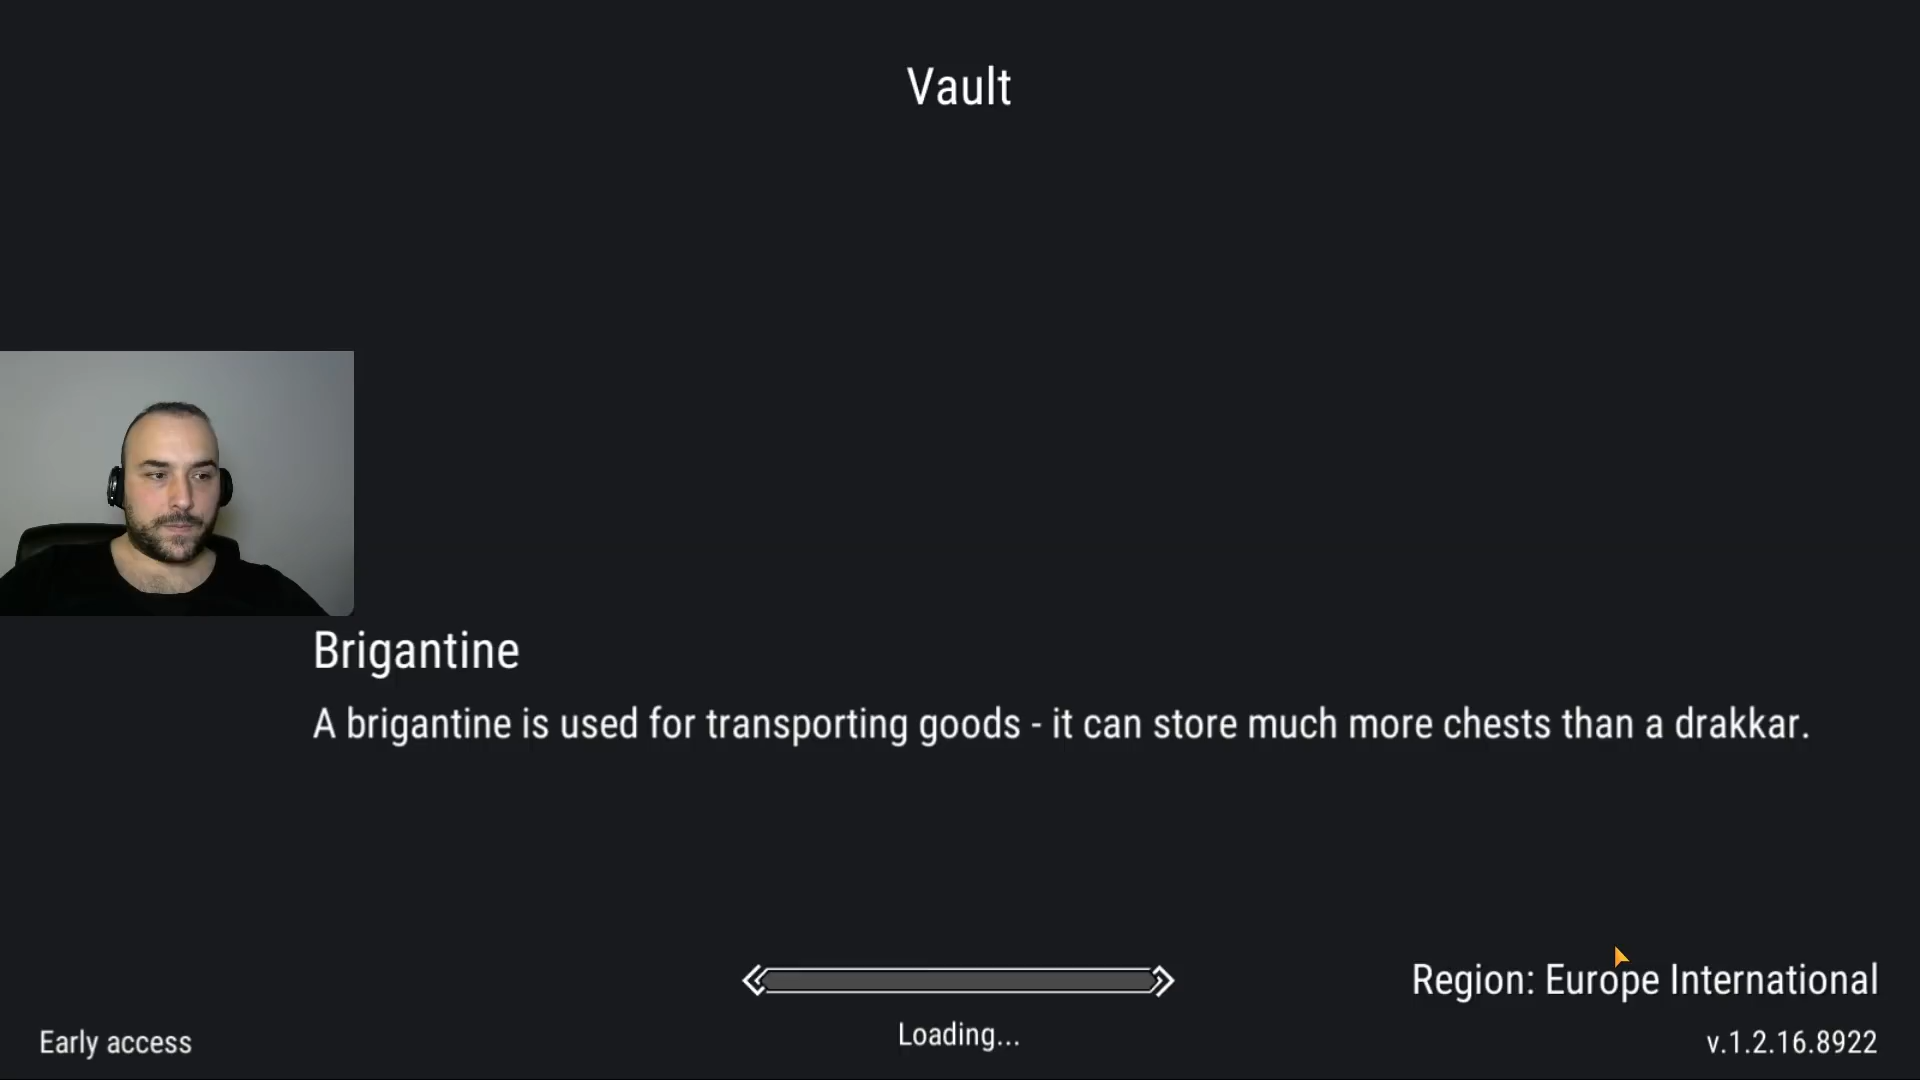 Vault
Brigantine
A brigantine is used for transporting goods - it can store much more chests than a drakkar.
Region: Europe International
Loading...
Early access
v.1.2.16.8922